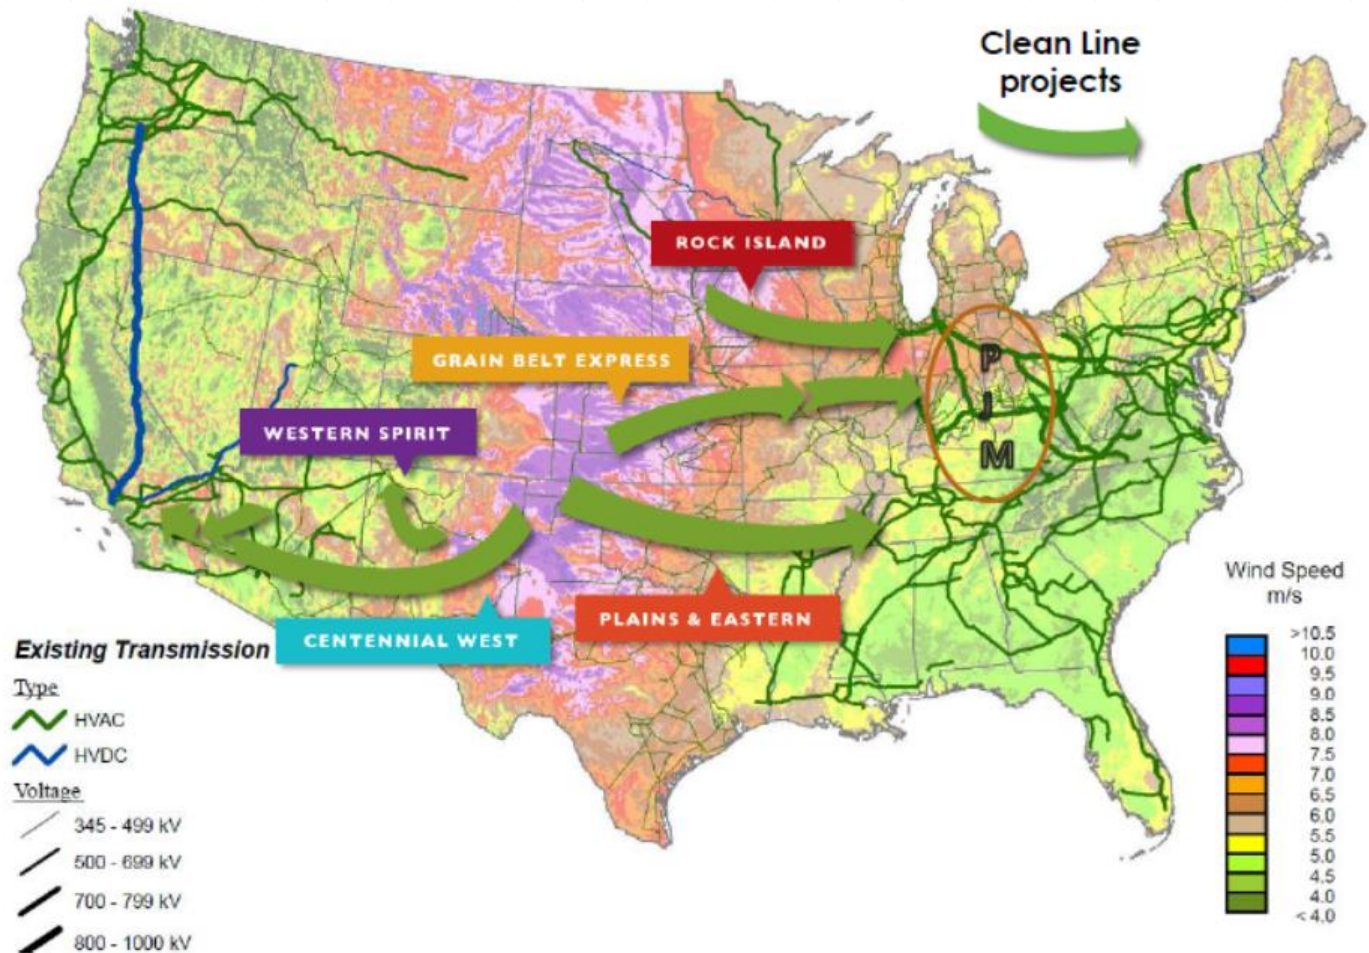 Clean Line
projects
ROCK ISLAND
GRAIN BELT EXPRESS
WESTERN SPIRIT
P
J
M
PLAINS & EASTERN
CENTENNIAL WEST
Existing Transmission
Type
HVAC
HVDC
Voltage
345 - 499 kV
500 - 699 kV
700 - 799 kV
800 - 1000 kV
Wind Speed
m/s
>10.5
10.0
9.5
9.0
8.5
8.0
7.5
7.0
6.5
6.0
5.5
5.0
4.5
4.0
< 4.0